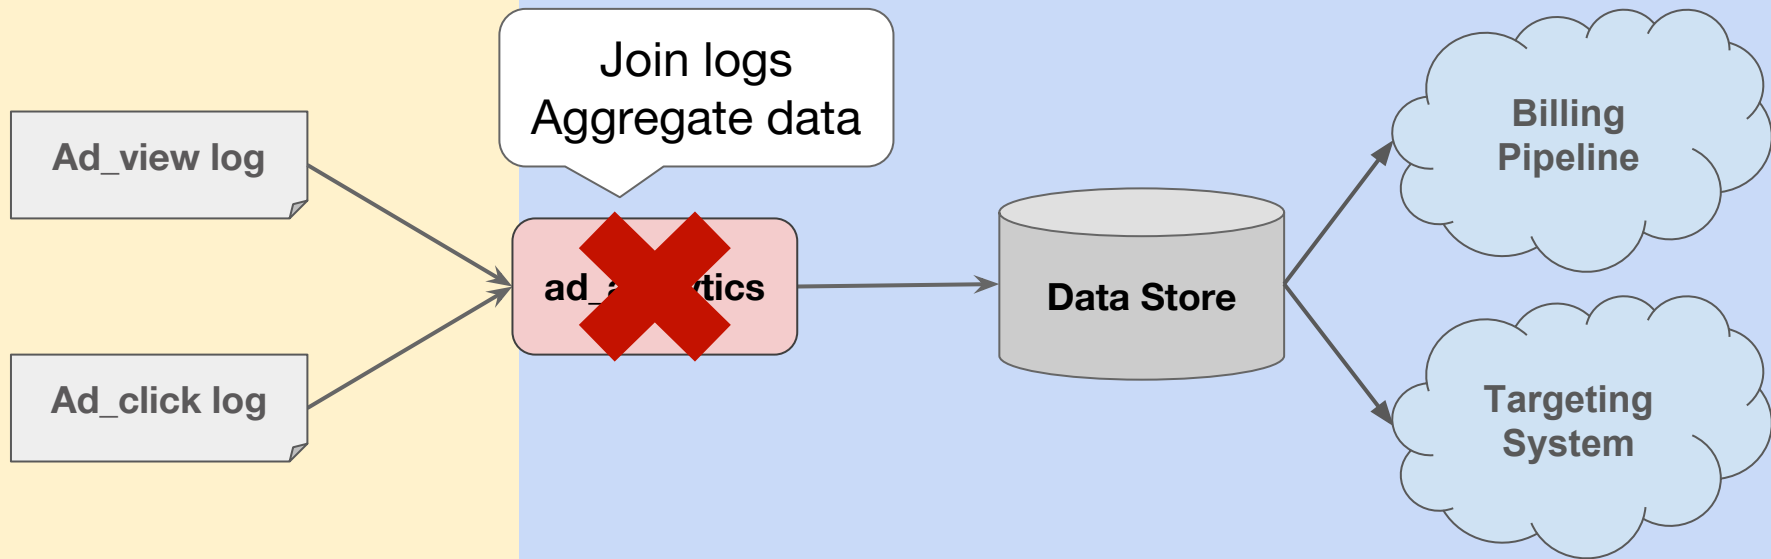 Join logs
Aggregate data
Ad_view log
Ad_click log
Data Store
Billing
Pipeline
Targeting
System